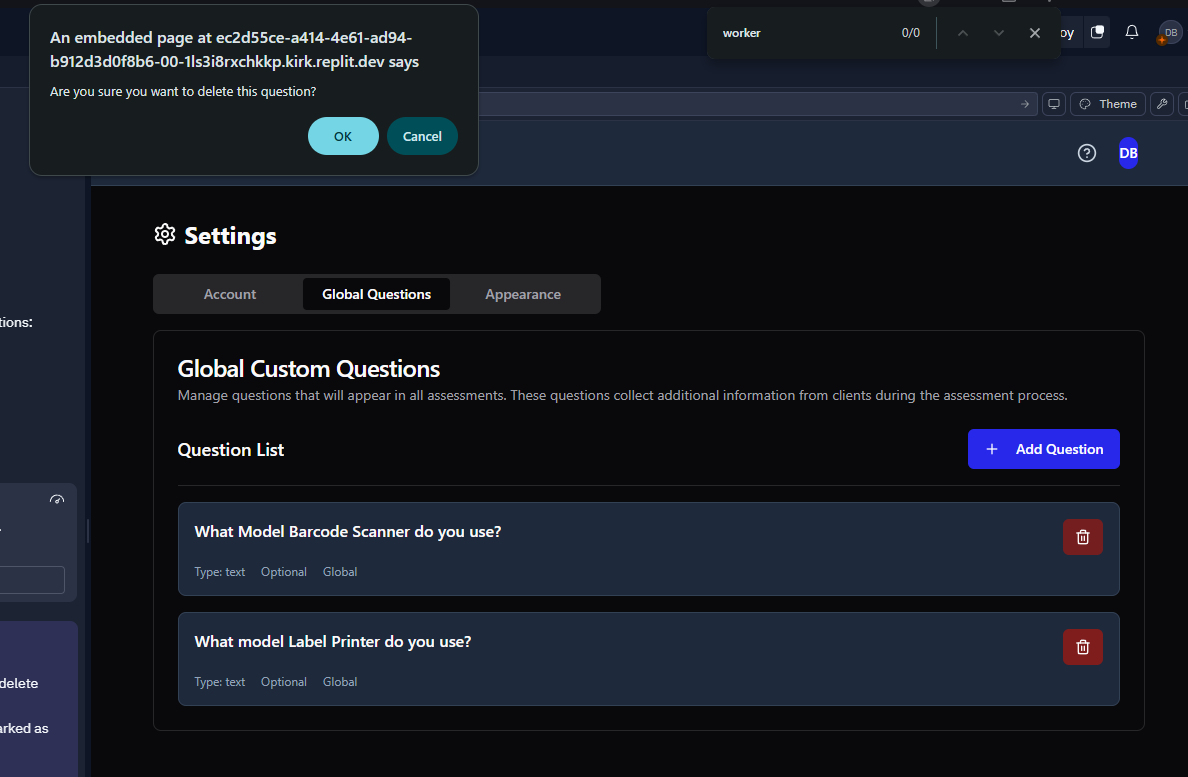 An embedded page at ec2d55ce-a414-4e61-ad94-
b912d3d0f8b6-00-1ls3i8rxchkkp.kirk.replit.dev says
Are you sure you want to delete this question?
OK
Cancel
worker
0/0
oy
DB
Theme
DB
Settings
Account
Global Questions
Appearance
tions:
Global Custom Questions
Manage questions that will appear in all assessments. These questions collect additional information from clients during the assessment process.
Question List
Add Question
What Model Barcode Scanner do you use?
Type: text
Optional
Global
What model Label Printer do you use?
Type: text
Optional
Global
delete
arked as